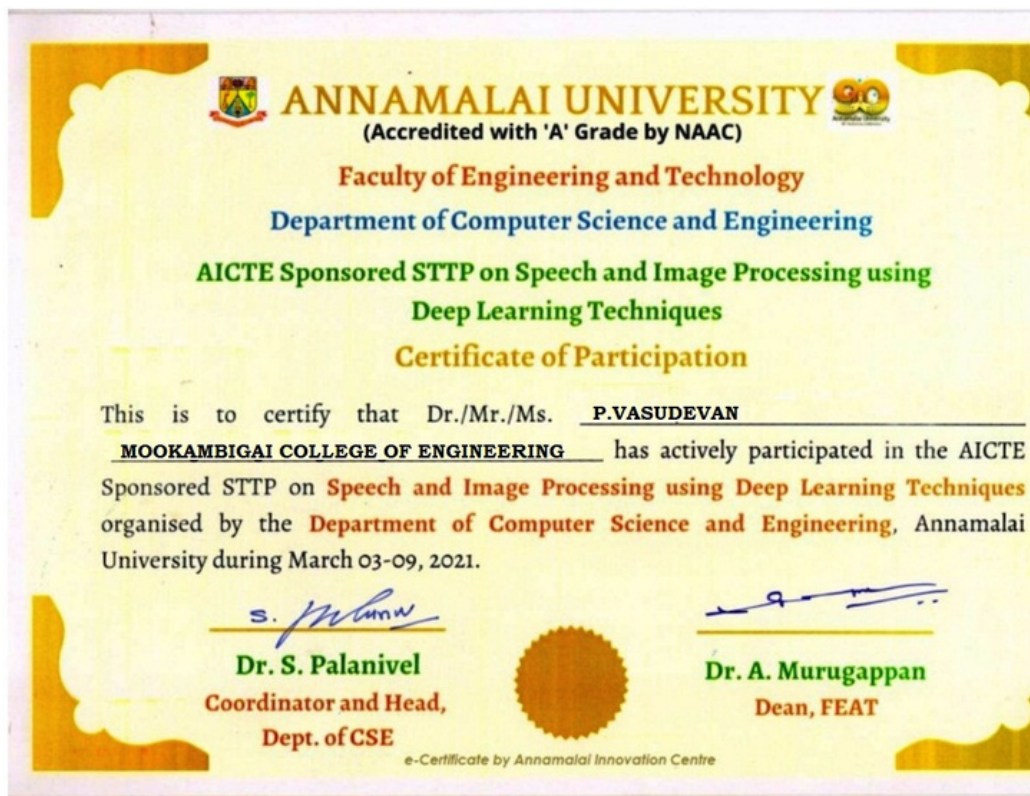 ANNAMALAI UNIVERSITY
(Accredited with 'A' Grade by NAAC)
Faculty of Engineering and Technology
Department of Computer Science and Engineering
AICTE Sponsored STTP on Speech and Image Processing using
Deep Learning Techniques
Certificate of Participation
This is to certify that Dr./Mr./Ms. P.VASUDEVAN
MOOKAMBIGAI COLLEGE OF ENGINEERING has actively participated in the AICTE
Sponsored STTP on Speech and Image Processing using Deep Learning Techniques
organised by the Department of Computer Science and Engineering, Annamalai
University during March 03-09, 2021.
Dr. S. Palanivel
Coordinator and Head,
Dept. of CSE
Dr. A. Murugappan
Dean, FEAT
e-Certificate by Annamalai Innovation Centre